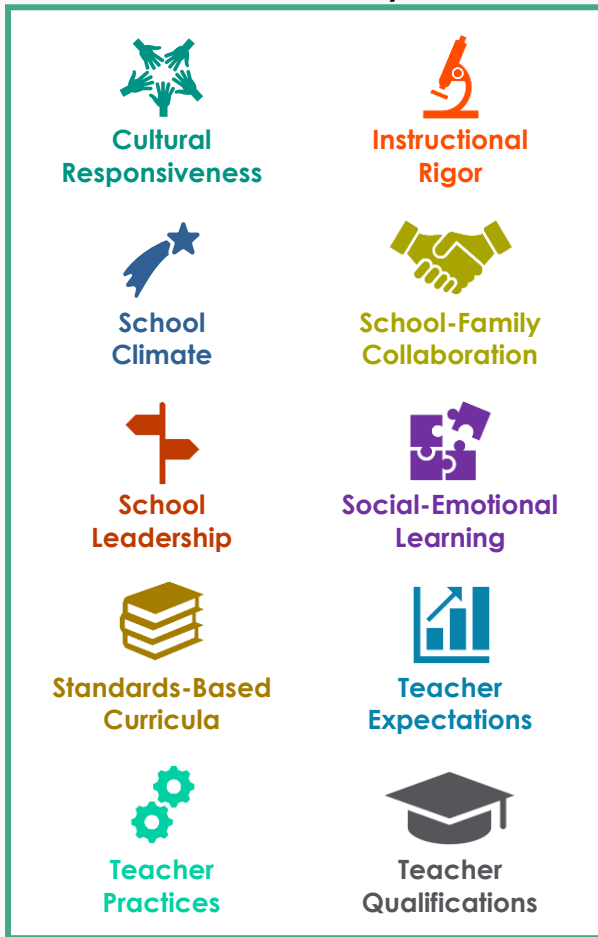 Cultural
Responsiveness
Instructional
Rigor
School
Climate
School-Family
Collaboration
School
Leadership
Social-Emotional
Learning
Standards-Based
Curricula
Teacher
Expectations
Teacher
Practices
Teacher
Qualifications